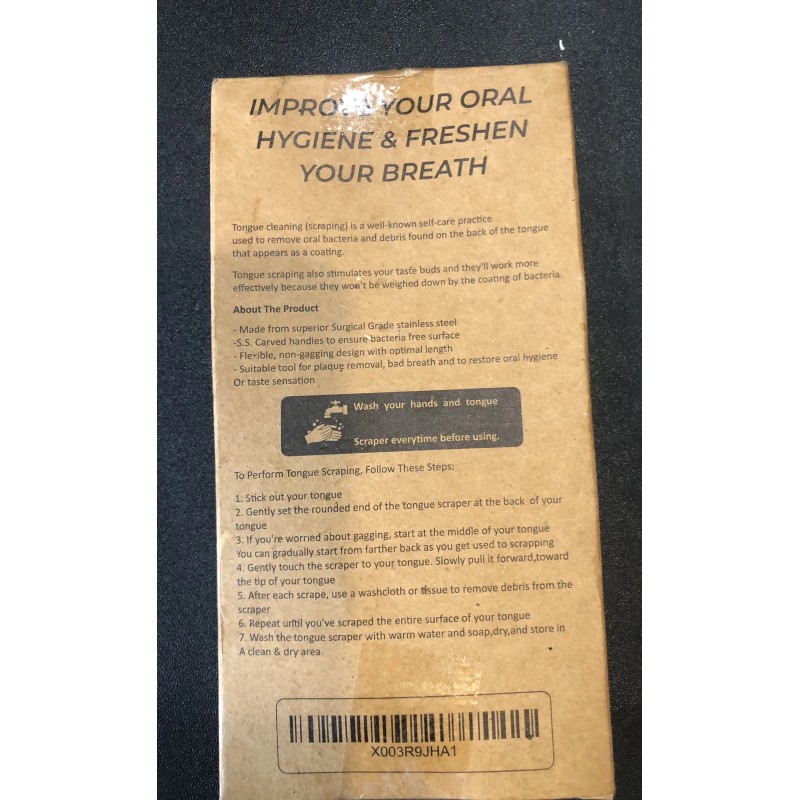 IMPROVE YOUR ORAL
HYGIENE & FRESHEN
YOUR BREATH
Tongue cleaning (scraping) is a well-known self-care practice
used to remove oral bacteria and debris found on the back of the tongue
that appears as a coating.
Tongue scraping also stimulates your taste buds and they'll work more
effectively because they won't be weighed down by the coating of bacteria.
About The Product
- Made from superior Surgical Grade stainless steel
-S.S. Carved handles to ensure bacteria free surface
- Flexible, non-gagging design with optimal length
- Suitable tool for plaque removal, bad breath and to restore oral hygiene
Or taste sensation
Wash your hands and tongue
Scraper everytime before using.
To Perform Tongue Scraping, Follow These Steps:
1. Stick out your tongue
2. Gently set the rounded end of the tongue scraper at the back of your
tongue
3. If you're worried about gagging, start at the middle of your tongue
You can gradually start from farther back as you get used to scrapping
4. Gently touch the scraper to your tongue. Slowly pull it forward,toward
the tip of your tongue
5. After each scrape, use a washcloth or tissue to remove debris from the
scraper
6. Repeat until you've scraped the entire surface of your tongue
7. Wash the tongue scraper with warm water and soap,dry,and store in
A clean & dry area.
X003R9JHA1